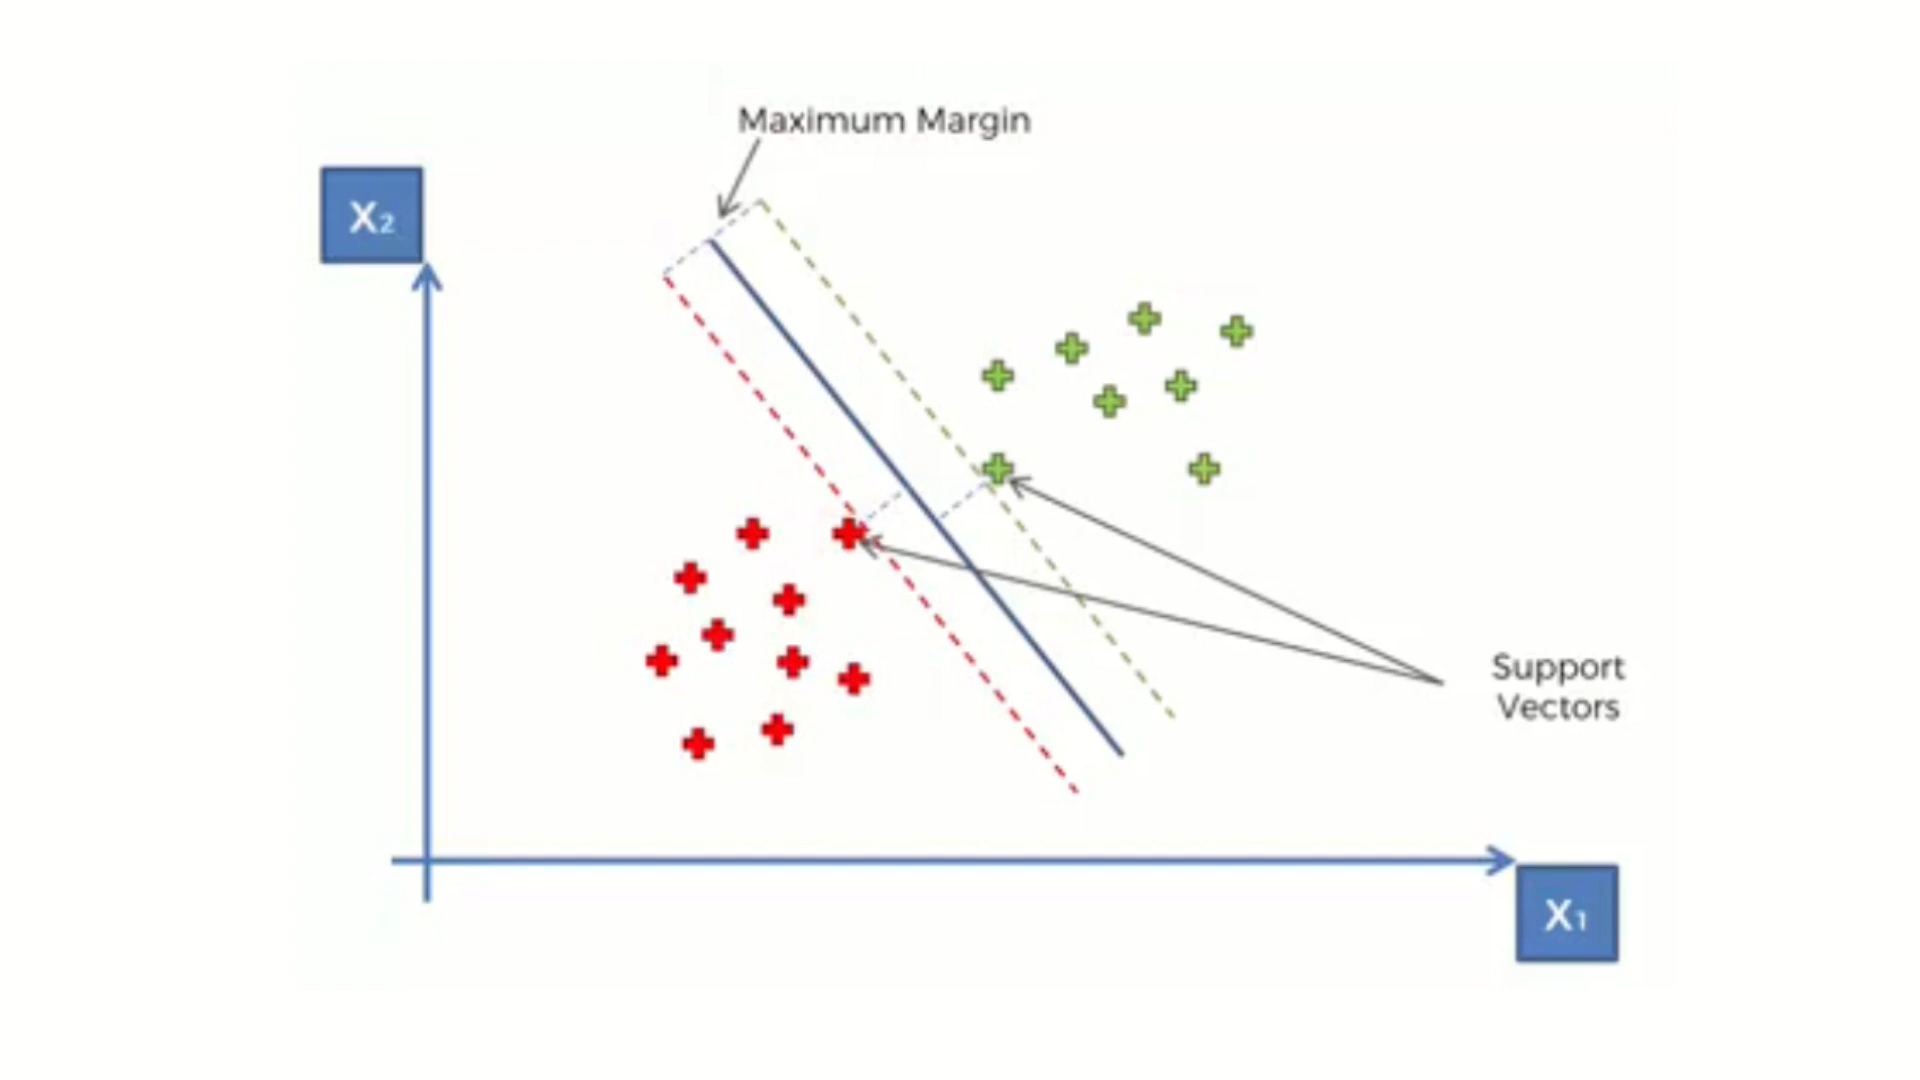 Maximum Margin
X₂
Support
Vectors
X₁